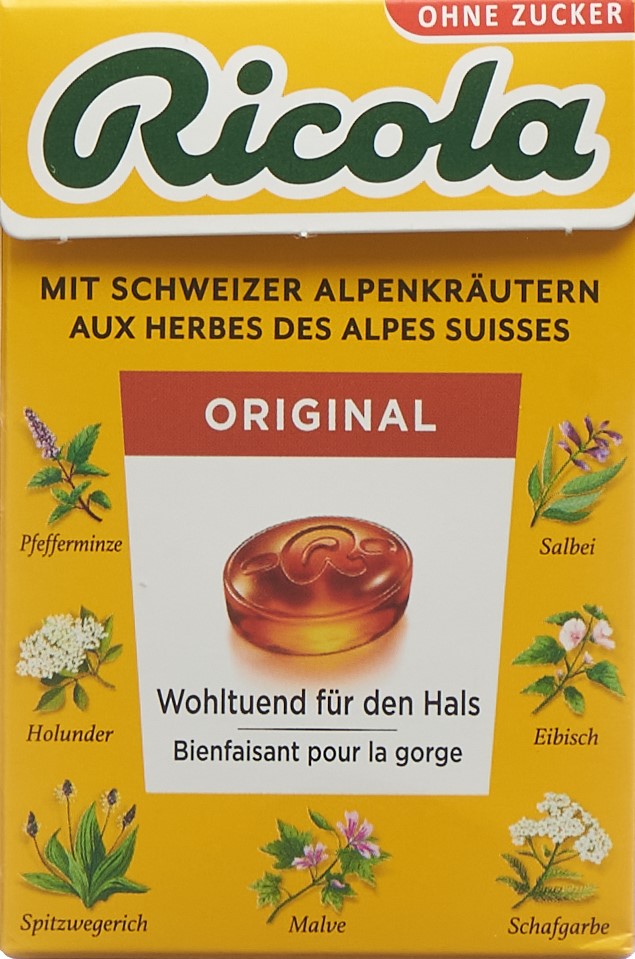 OHNE ZUCKER
Ricola
MIT SCHWEIZER ALPENKRÄUTERN
AUX HERBES DES ALPES SUISSES
ORIGINAL
Pfefferminze
Salbei
Wohltuend für den Hals
Bienfaisant pour la gorge
Holunder
Eibisch
Spitzwegerich
Malve
Schafgarbe